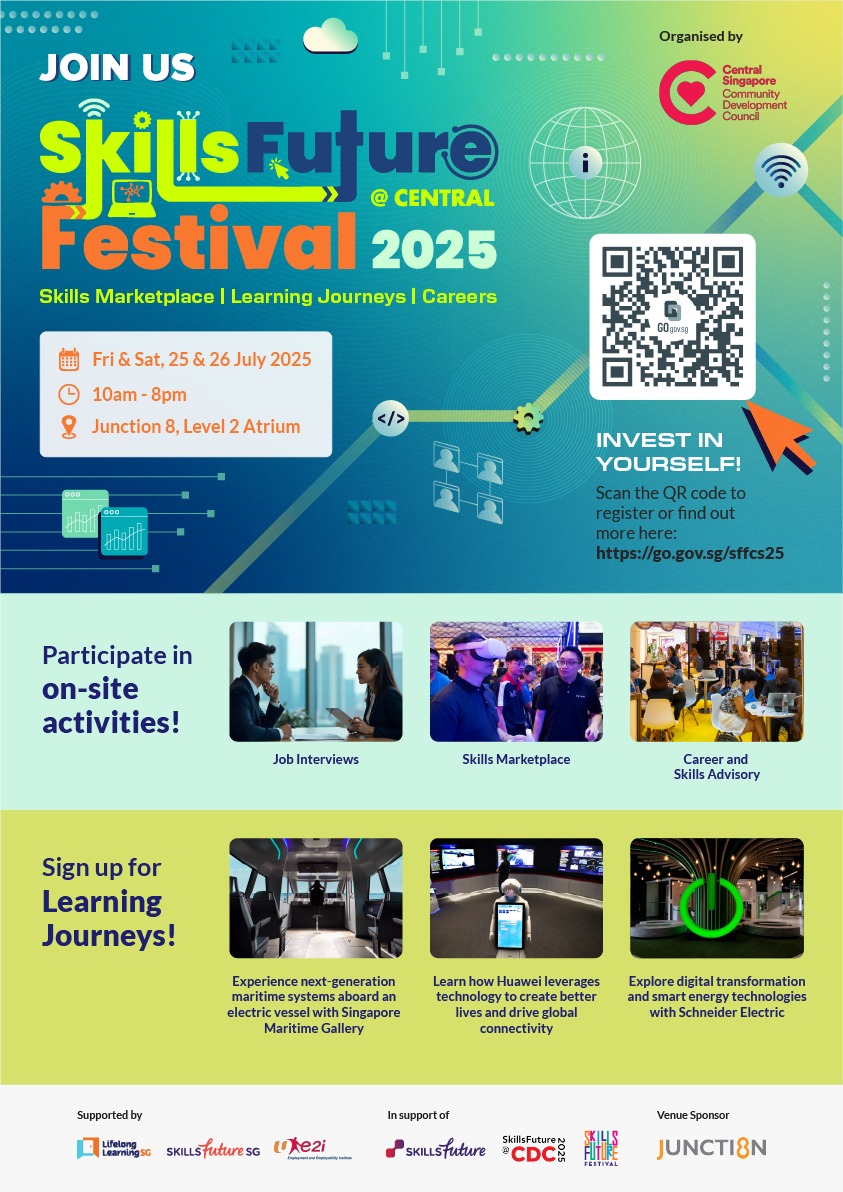 JOIN US
SkillsFuture
@ CENTRAL
Festival 2025
Skills Marketplace | Learning Journeys | Careers
Fri & Sat, 25 & 26 July 2025
10am - 8pm
Junction 8, Level 2 Atrium
Organised by
Central
Singapore
Community
Development
Council
i
GOgov.sg
</>
INVEST IN
YOURSELF!
Scan the QR code to
register or find out
more here:
https://go.gov.sg/sffcs25
Participate in
on-site
activities!
Job Interviews
Skills Marketplace
Career and
Skills Advisory
Sign up for
Learning
Journeys!
Experience next-generation
maritime systems aboard an
electric vessel with Singapore
Maritime Gallery
Learn how Huawei leverages
technology to create better
lives and drive global
connectivity
Explore digital transformation
and smart energy technologies
with Schneider Electric
Supported by
Lifelong
LearningSG
SKILLSfuture SG
e2i
Employment and Employability Institute
In support of
SKILLSfuture
SkillsFuture
@CDC 2025
SKILLS
FUTURE
FESTIVAL
Venue Sponsor
JUNCTI8N